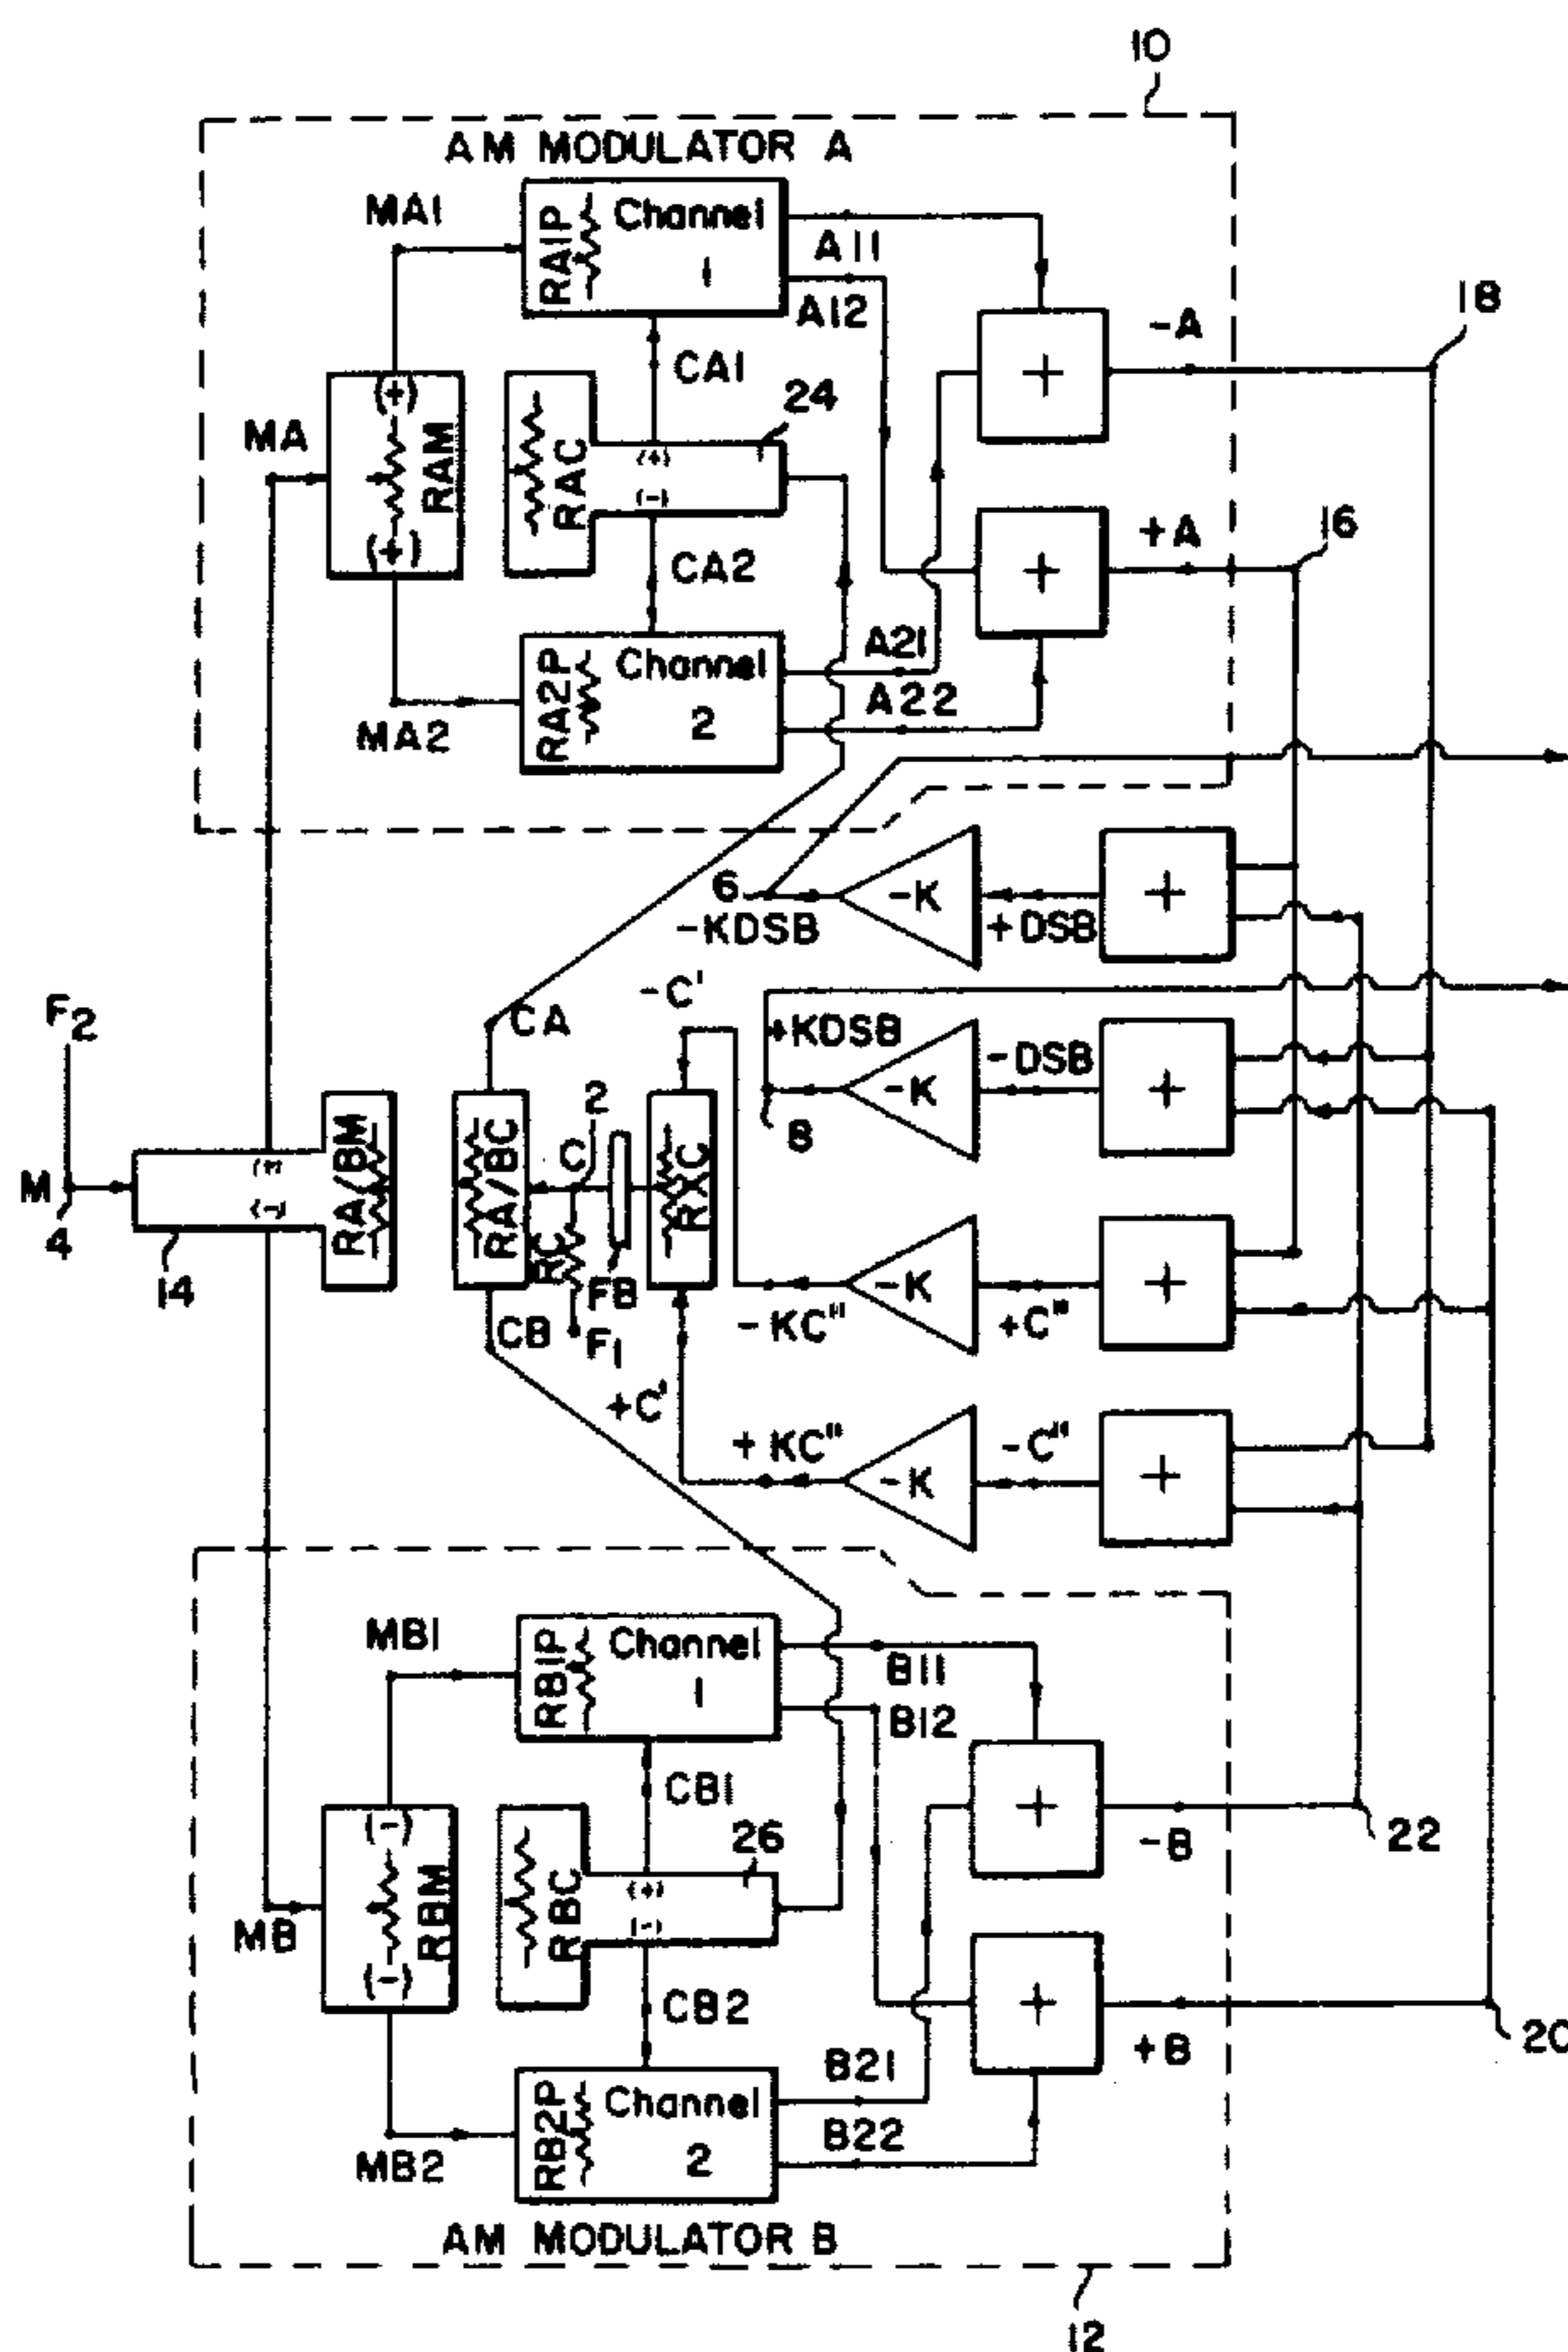 10
AM MODULATOR A
MA1
RA1P
Channel
1
A11
A12
-A
18
CA1
24
MA
(+)
RAM
(+)
RAC
(+)
(-)
+A
16
CA2
RA2P
Channel
2
A21
A22
MA2
6
-KDSB
-K
+DSB
+
-C'
F2
CA
+KDSB
-K
-DSB
+
8
2
M
4
14
(-)
RA/BM
RA/BC
C
RC
FB
F1
RXC
CB
-KC"
-K
+C"
+
+C'
+KC"
-K
-C"
+
MB1
RB1P
Channel
1
B11
B12
CB1
26
+
-B
22
MB
(-)
RBM
(-)
RBC
(+)
(-)
CB2
+
+B
20
MB2
RB2P
Channel
2
B21
B22
AM MODULATOR B
12